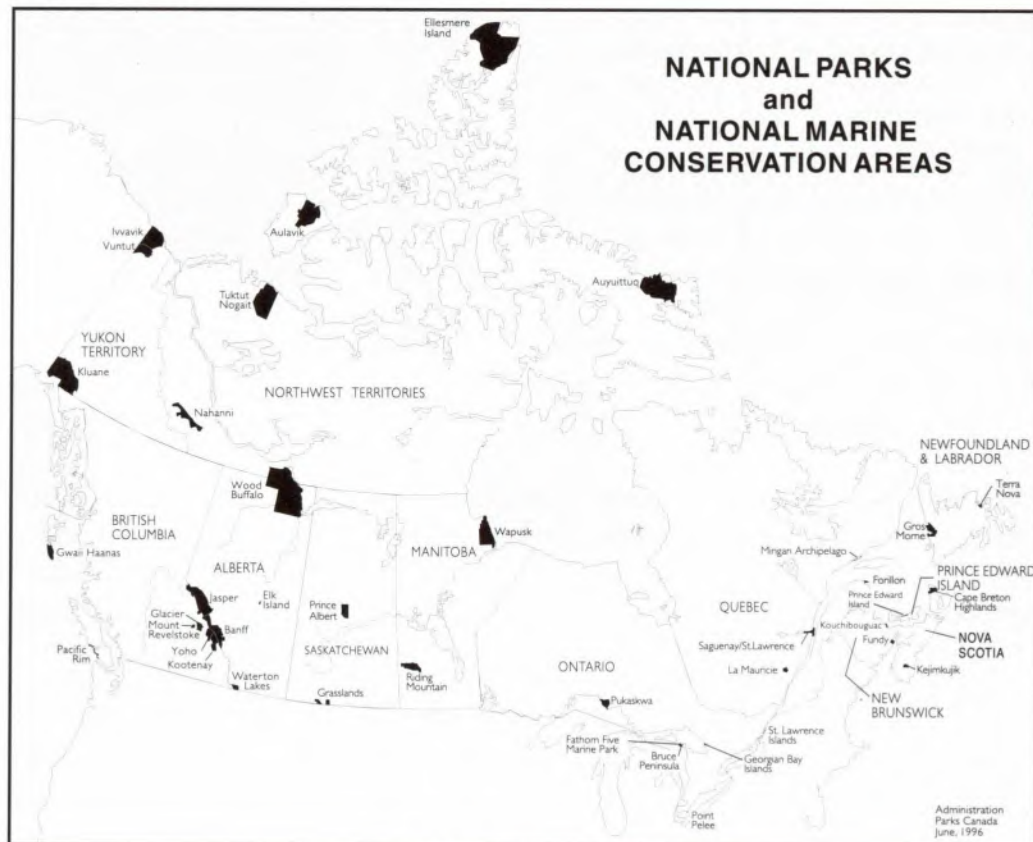 NATIONAL PARKS
and
NATIONAL MARINE
CONSERVATION AREAS
Ellesmere
Island
Ivvavik
Vuntut
Aulavik
Tuktut
Nogait
Auyuittuq
YUKON
TERRITORY
Kluane
NORTHWEST TERRITORIES
Nahanni
NEWFOUNDLAND
& LABRADOR
Terra
Nova
Wood
Buffalo
BRITISH
COLUMBIA
Gwaii Haanas
ALBERTA
MANITOBA
Wapusk
Gros
Morne
Mingan Archipelago
PRINCE EDWARD
ISLAND
Forillon
Prince Edward
Island
Cape Breton
Highlands
Jasper
Elk
Island
Prince
Albert
Glacier
Mount
Revelstoke
Banff
Yoho
Kootenay
QUEBEC
Kouchibouguac
Saguenay/St.Lawrence
Fundy
NOVA
SCOTIA
Pacific
Rim
SASKATCHEWAN
Waterton
Lakes
Grasslands
Riding
Mountain
ONTARIO
La Mauricie
Kejimkujik
Pukaskwa
NEW
BRUNSWICK
Fathom Five
Marine Park
Bruce
Peninsula
St. Lawrence
Islands
Georgian Bay
Islands
Point
Pelee
Administration
Parks Canada
June, 1996